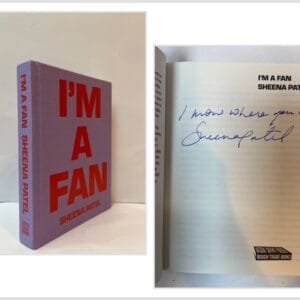 I'M A FAN SHEENA PATEL
I'M
A
FAN
SHEENA PATEL
I'M A FAN
SHEENA PATEL
I know where you
Sheena Patel
ROUGH TRADE BOOKS